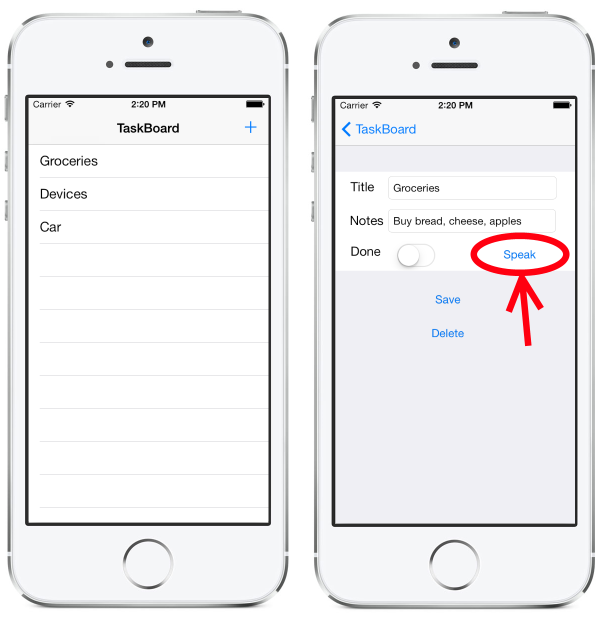 Carrier 2:20 PM
TaskBoard +
Groceries
Devices
Car
Carrier 2:20 PM
TaskBoard
Title Groceries
Notes Buy bread, cheese, apples
Done Speak
Save
Delete